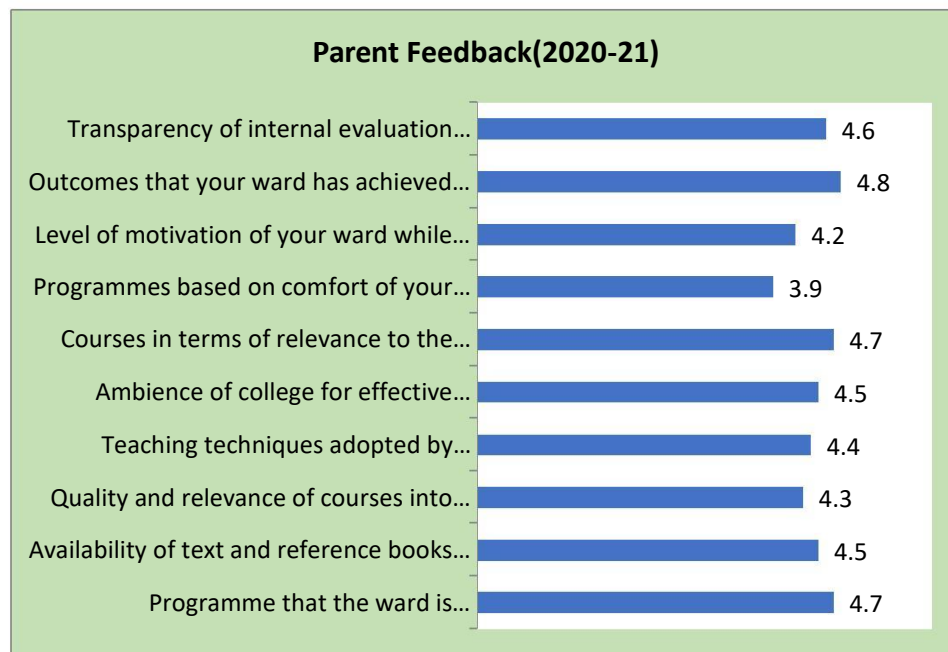 Parent Feedback(2020-21)
Transparency of internal evaluation... 4.6
Outcomes that your ward has achieved... 4.8
Level of motivation of your ward while... 4.2
Programmes based on comfort of your... 3.9
Courses in terms of relevance to the... 4.7
Ambience of college for effective... 4.5
Teaching techniques adopted by... 4.4
Quality and relevance of courses into... 4.3
Availability of text and reference books... 4.5
Programme that the ward is... 4.7